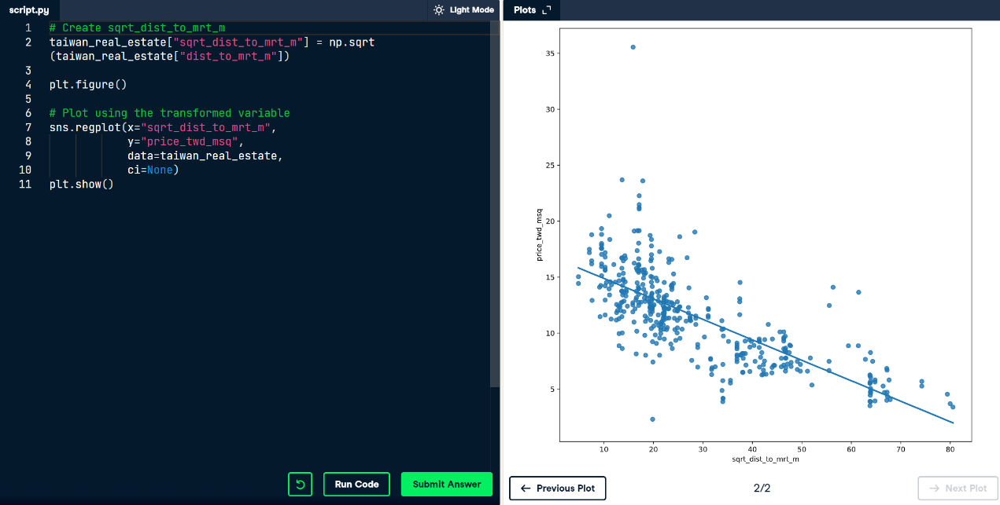 script.py
Light Mode
1 # Create sqrt_dist_to_mrt_m
2 taiwan_real_estate["sqrt_dist_to_mrt_m"] = np.sqrt
(taiwan_real_estate["dist_to_mrt_m"])
3
4 plt.figure()
5
6 # Plot using the transformed variable
7 sns.regplot(x="sqrt_dist_to_mrt_m",
8 y="price_twd_msq",
9 data=taiwan_real_estate,
10 ci=None)
11 plt.show()
Run Code
Submit Answer
Plots
35
30
25
20
15
10
5
price_twd_msq
10 20 30 40 50 60 70 80
sqrt_dist_to_mrt_m
← Previous Plot
2/2
→ Next Plot